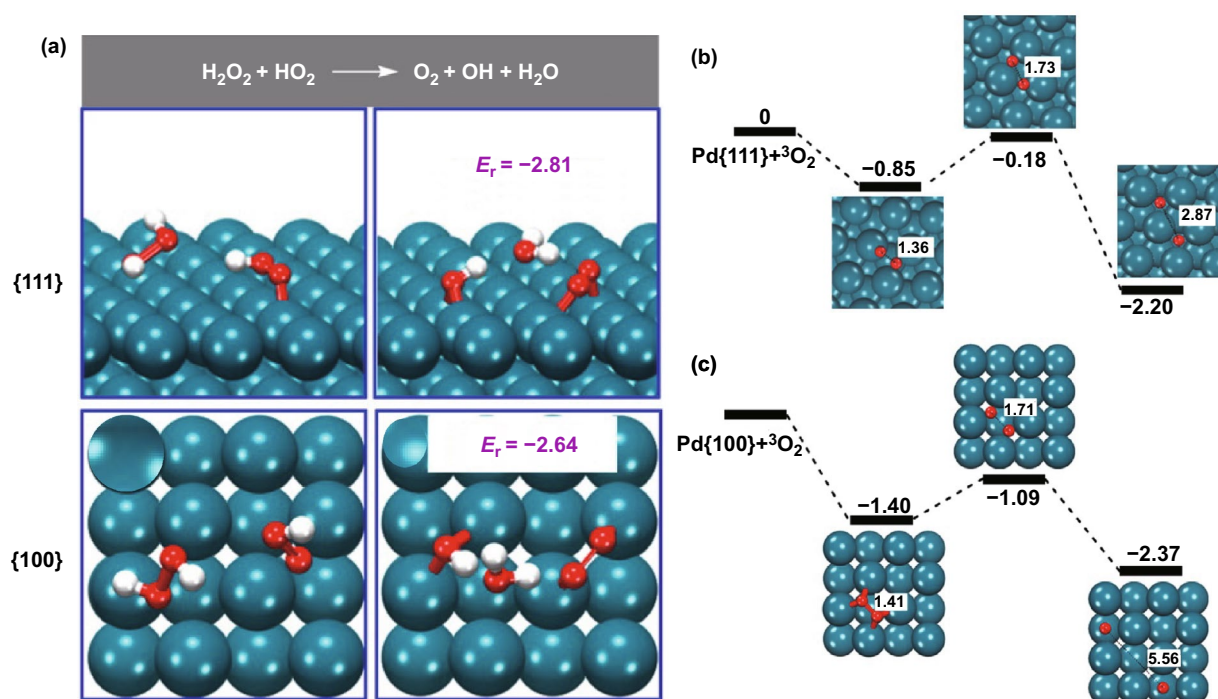 (a)
H₂O₂ + HO₂ ⟶ O₂ + OH + H₂O
{111}
Eᵣ = −2.81
{100}
Eᵣ = −2.64
(b)
0
Pd{111}+³O₂
−0.85
1.36
1.73
−0.18
2.87
−2.20
(c)
Pd{100}+³O₂
−1.40
1.41
1.71
−1.09
−2.37
5.56